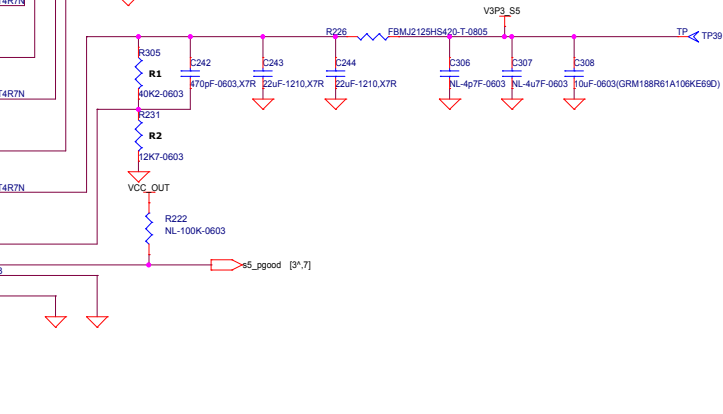 T4R7N
V3P3_S5
R226
FBMJ2125HS420-T-0805
TP
TP39
R305
R1
40K2-0603
C242
470pF-0603,X7R
C243
22uF-1210,X7R
C244
22uF-1210,X7R
C306
NL-4p7F-0603
C307
NL-4u7F-0603
C308
10uF-0603(GRM188R61A106KE69D)
T4R7N
R231
R2
12K7-0603
T4R7N
VCC_OUT
R222
NL-100K-0603
s5_pgood [3^,7]